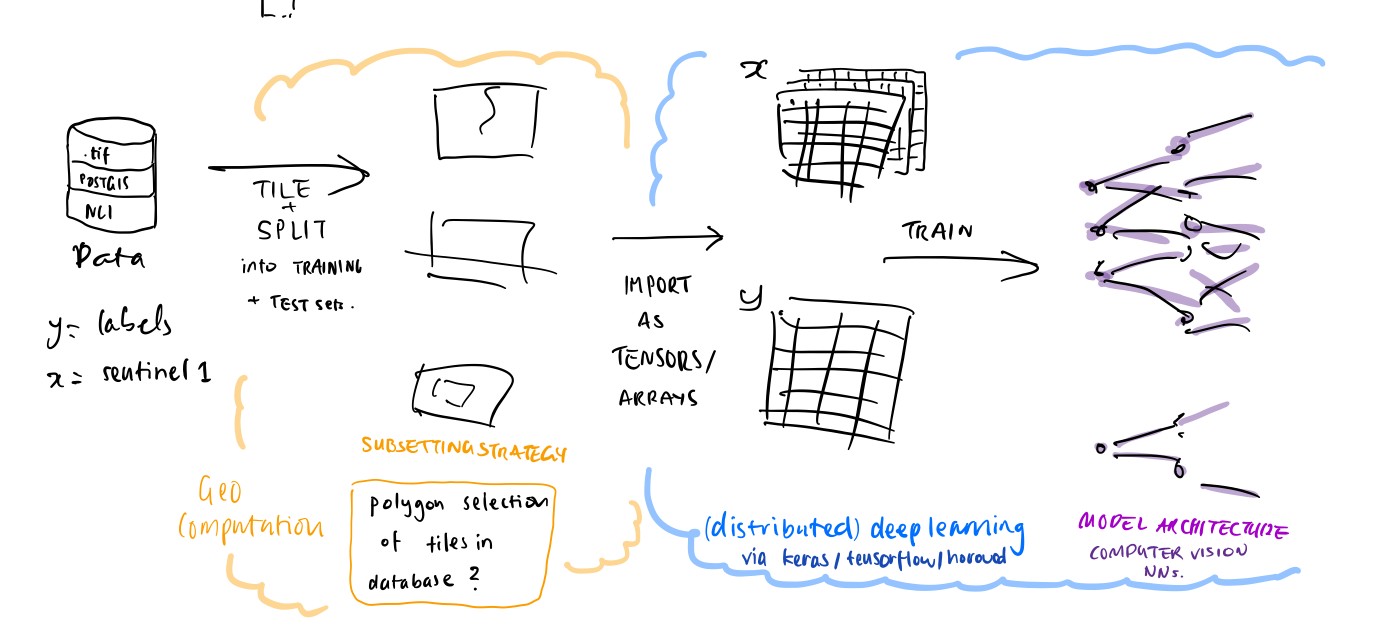 .tif
POSTGIS
NCI
Data
y = labels
x = sentinel 1
TILE
+
SPLIT
into TRAINING
+ TEST sets.
SUBSETTING STRATEGY
polygon selection
of tiles in
database ?
Geo
Computation
IMPORT
AS
TENSORS/
ARRAYS
x
y
TRAIN
(distributed) deep learning
via keras/tensorflow/horovod
MODEL ARCHITECTURE
COMPUTER VISION
NNs.